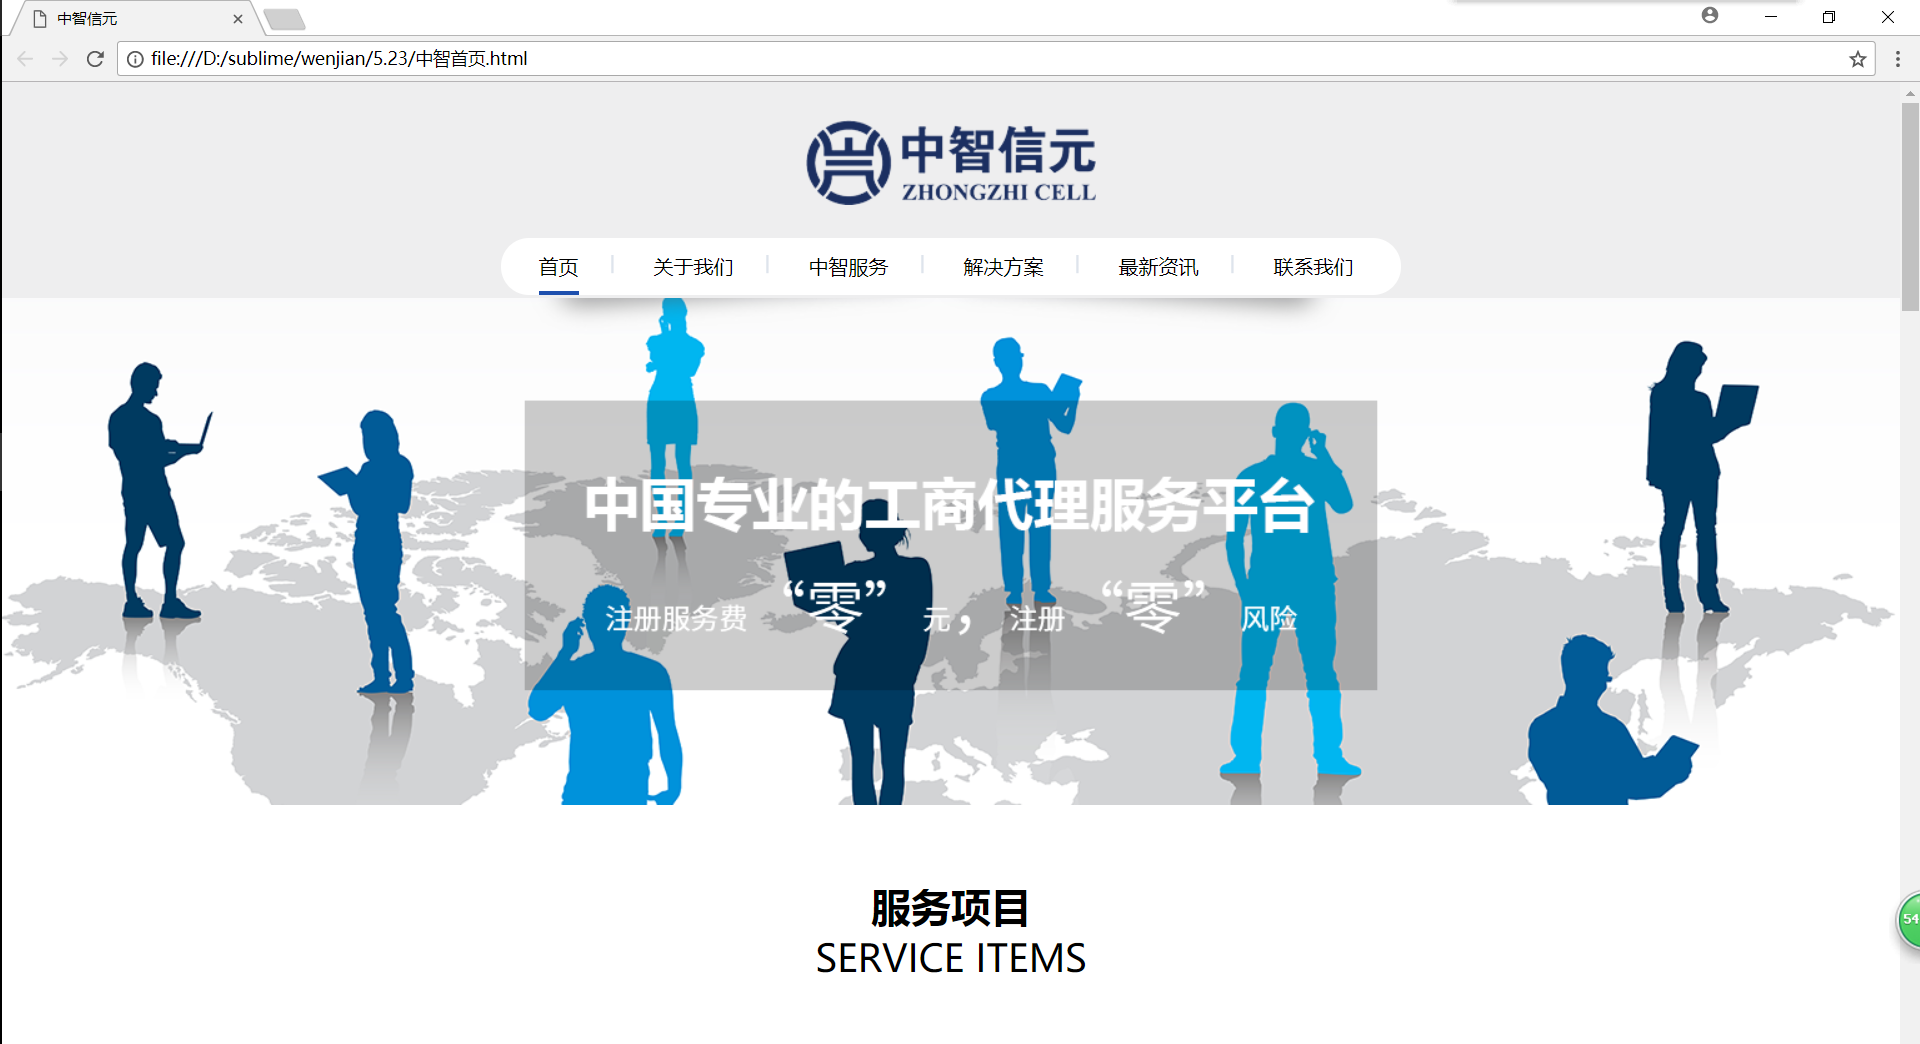 中智信元
file:///D:/sublime/wenjian/5.23/中智首页.html
中智信元
ZHONGZHI CELL
首页 关于我们 中智服务 解决方案 最新资讯 联系我们
中国专业的工商代理服务平台
注册服务费 “零” 元， 注册 “零” 风险
服务项目
SERVICE ITEMS
54